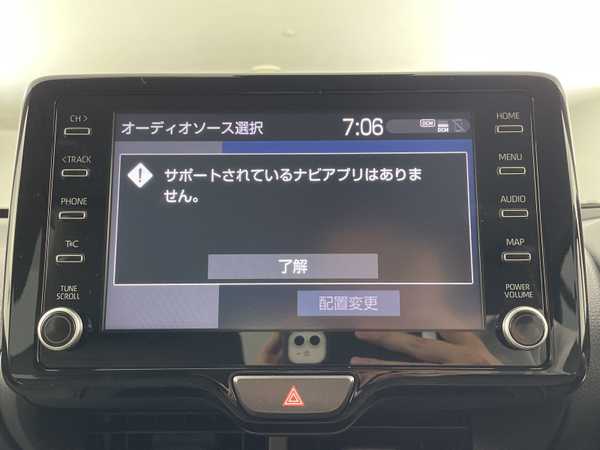 CH >
オーディオソース選択
7:06
DCM
DCM
HOME
<TRACK
サポートされているナビアプリはありま
せん。
MENU
PHONE
AUDIO
T*C
了解
MAP
TUNE
SCROLL
配置変更
POWER
VOLUME